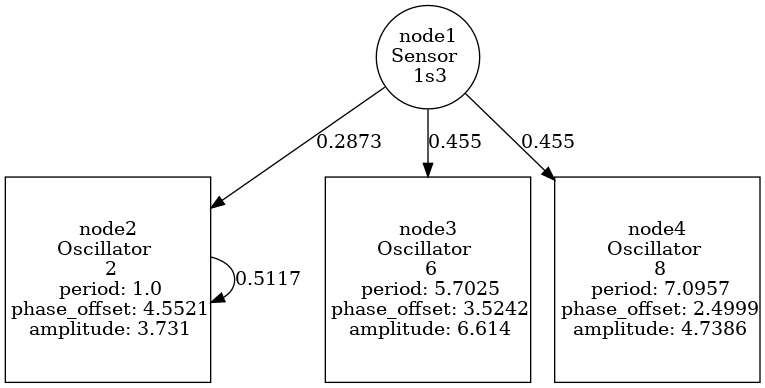 node1
Sensor
1s3
0.2873
0.455
0.455
node2
Oscillator
2
period: 1.0
phase_offset: 4.5521
amplitude: 3.731
0.5117
node3
Oscillator
6
period: 5.7025
phase_offset: 3.5242
amplitude: 6.614
node4
Oscillator
8
period: 7.0957
phase_offset: 2.4999
amplitude: 4.7386